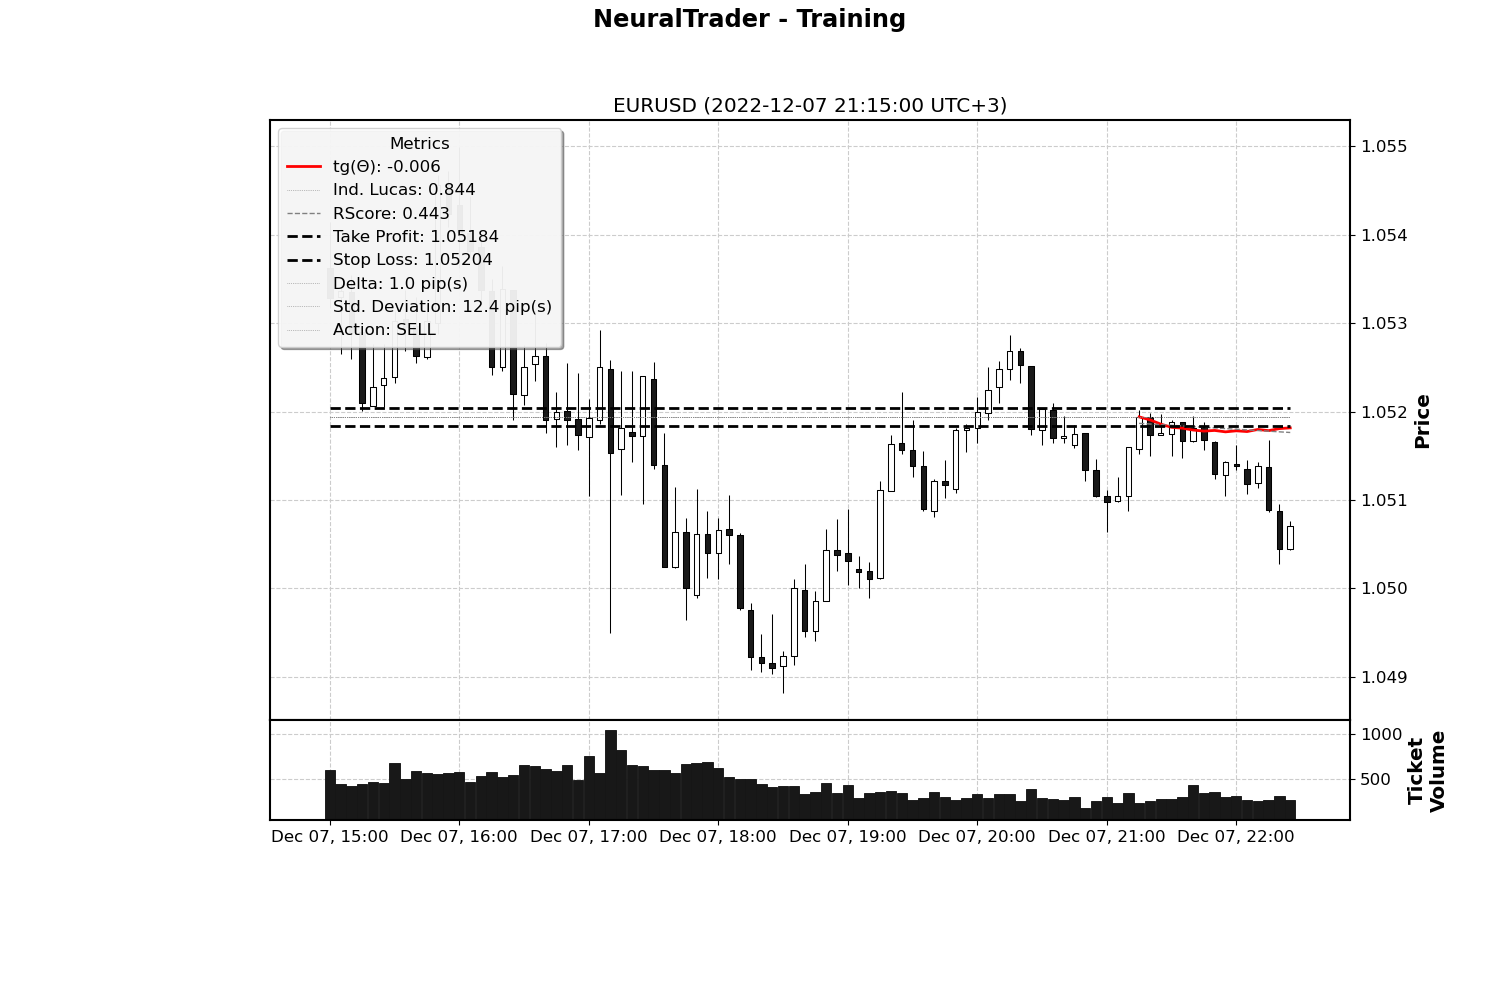 NeuralTrader - Training
EURUSD (2022-12-07 21:15:00 UTC+3)
Metrics
tg(Θ): -0.006
Ind. Lucas: 0.844
RScore: 0.443
Take Profit: 1.05184
Stop Loss: 1.05204
Delta: 1.0 pip(s)
Std. Deviation: 12.4 pip(s)
Action: SELL
1.055
1.054
1.053
1.052
1.051
1.050
1.049
Price
1000
500
Ticket
Volume
Dec 07, 15:00 Dec 07, 16:00 Dec 07, 17:00 Dec 07, 18:00 Dec 07, 19:00 Dec 07, 20:00 Dec 07, 21:00 Dec 07, 22:00